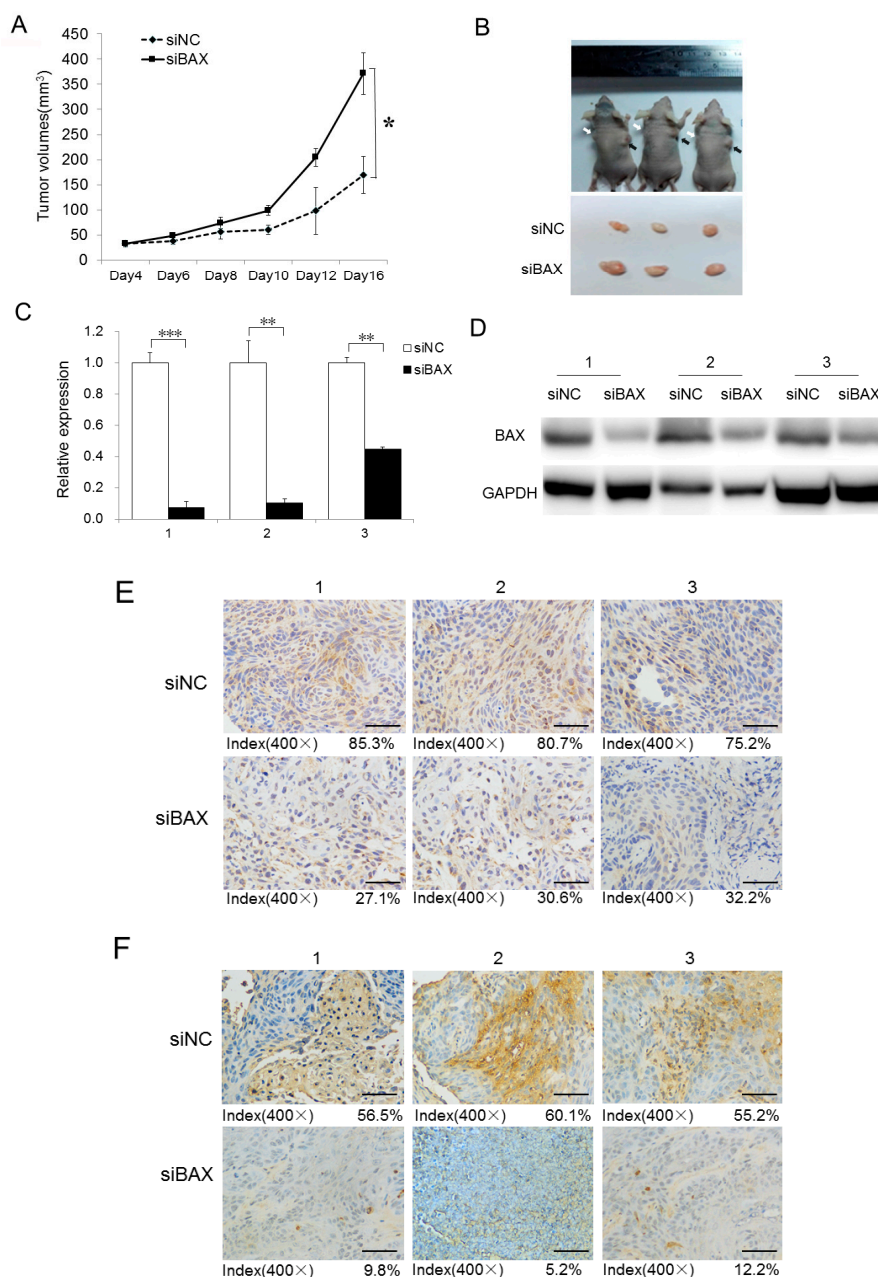 A
siNC
siBAX
Tumor volumes(mm³)
450
400
350
300
250
200
150
100
50
0
*
Day4 Day6 Day8 Day10 Day12 Day16
B
siNC
siBAX
C
Relative expression
1.2
1.0
0.8
0.6
0.4
0.2
0.0
*** ** **
siNC
siBAX
1 2 3
D
1 2 3
siNC siBAX siNC siBAX siNC siBAX
BAX
GAPDH
E
1 2 3
siNC
Index(400×) 85.3% Index(400×) 80.7% Index(400×) 75.2%
siBAX
Index(400×) 27.1% Index(400×) 30.6% Index(400×) 32.2%
F
1 2 3
siNC
Index(400×) 56.5% Index(400×) 60.1% Index(400×) 55.2%
siBAX
Index(400×) 9.8% Index(400×) 5.2% Index(400×) 12.2%